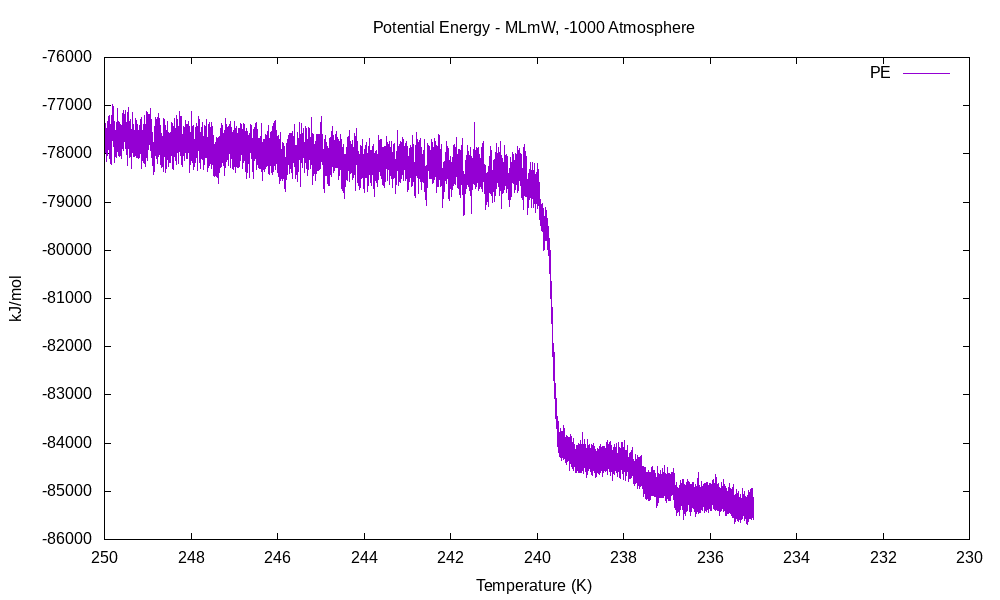 Potential Energy - MLmW, -1000 Atmosphere
PE
-76000
-77000
-78000
-79000
-80000
-81000
-82000
-83000
-84000
-85000
-86000
kJ/mol
250 248 246 244 242 240 238 236 234 232 230
Temperature (K)